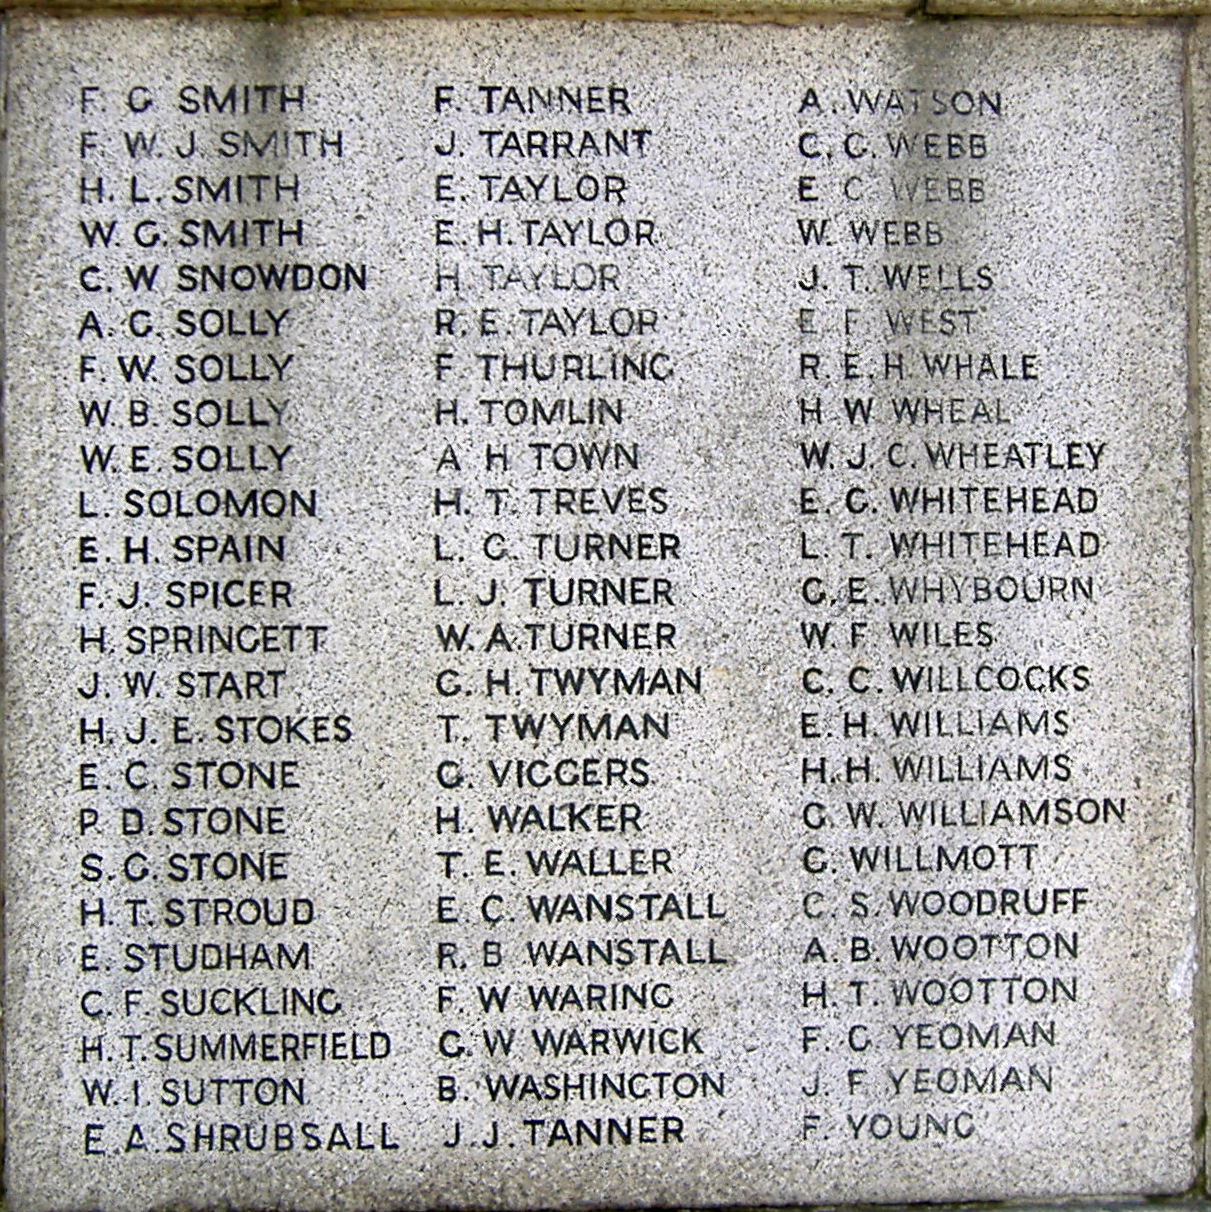 F. G SMITH
F. W. J. SMITH
H. L. SMITH
W. G. SMITH
C. W SNOWDON
A. G. SOLLY
F. W. SOLLY
W. B. SOLLY
W. E. SOLLY
L. SOLOMON
E. H. SPAIN
F. J. SPICER
H. SPRINGETT
J. W. START
H. J. E. STOKES
E. C. STONE
P. D. STONE
S. G. STONE
H. T. STROUD
E. STUDHAM
C. F. SUCKLING
H. T. SUMMERFIELD
W. I. SUTTON
E. A. SHRUBSALL
F. TANNER
J. TARRANT
E. TAYLOR
E. H. TAYLOR
H. TAYLOR
R. E. TAYLOR
F THURLING
H. TOMLIN
A H TOWN
H. T. TREVES
L. G. TURNER
L. J. TURNER
W. A. TURNER
G. H. TWYMAN
T. TWYMAN
G. VIGGERS
H. WALKER
T. E. WALLER
E. C. WANSTALL
R. B WANSTALL
F. W WARING
G. W WARWICK
B. WASHINGTON
J. J. TANNER
A. WATSON
C. G. WEBB
E C WEBB
W. WEBB
J. T. WELLS
E F WEST
R. E. H. WHALE
H W WHEAL
W. J. C. WHEATLEY
E. G. WHITEHEAD
L. T. WHITEHEAD
G. E. WHYBOURN
W. F WILES
C. C. WILLCOCKS
E. H. WILLIAMS
H. H. WILLIAMS
G. W. WILLIAMSON
G. WILLMOTT
C. S. WOODRUFF
A. B. WOOTTON
H. T. WOOTTON
F. G YEOMAN
J. F YEOMAN
F. YOUNG